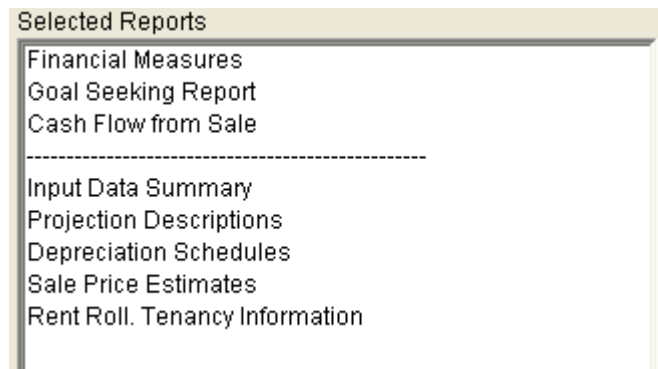 Selected Reports
Financial Measures
Goal Seeking Report
Cash Flow from Sale
--------------------------------------------------
Input Data Summary
Projection Descriptions
Depreciation Schedules
Sale Price Estimates
Rent Roll. Tenancy Information